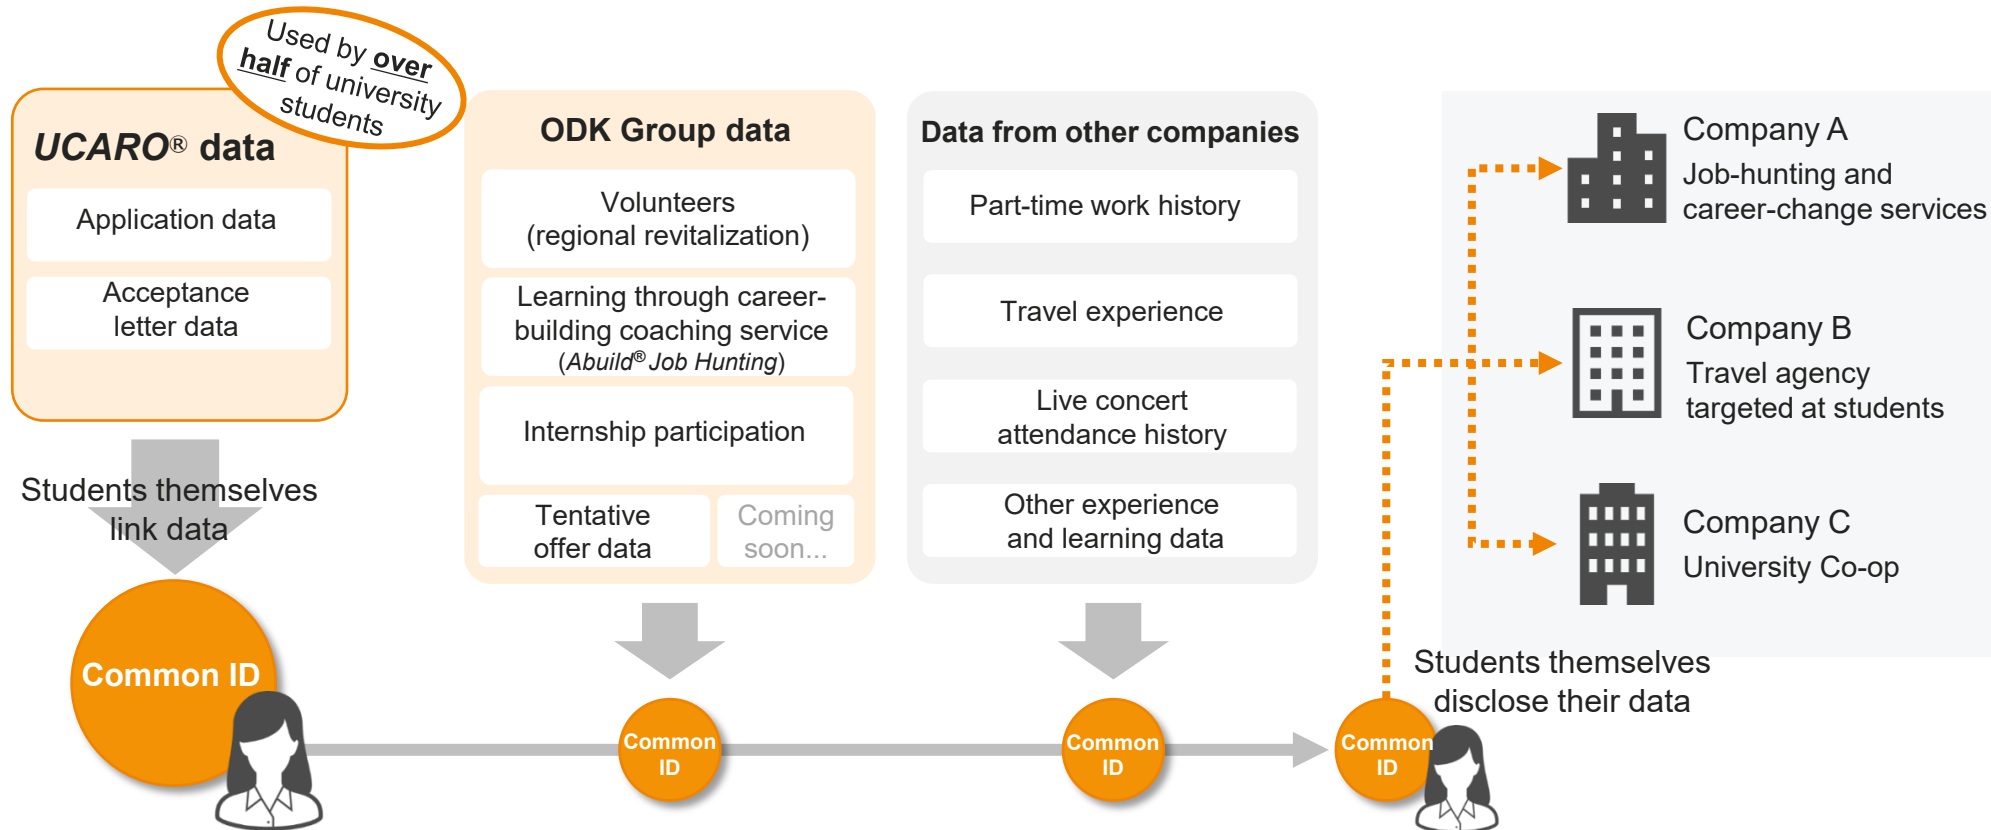 Used by over
half of university
students
UCARO® data
Application data
Acceptance
letter data
Students themselves
link data
Common ID
ODK Group data
Volunteers
(regional revitalization)
Learning through career-
building coaching service
(Abuild® Job Hunting)
Internship participation
Tentative
offer data
Coming
soon...
Common
ID
Data from other companies
Part-time work history
Travel experience
Live concert
attendance history
Other experience
and learning data
Common
ID
Company A
Job-hunting and
career-change services
Company B
Travel agency
targeted at students
Company C
University Co-op
Students themselves
disclose their data
Common
ID